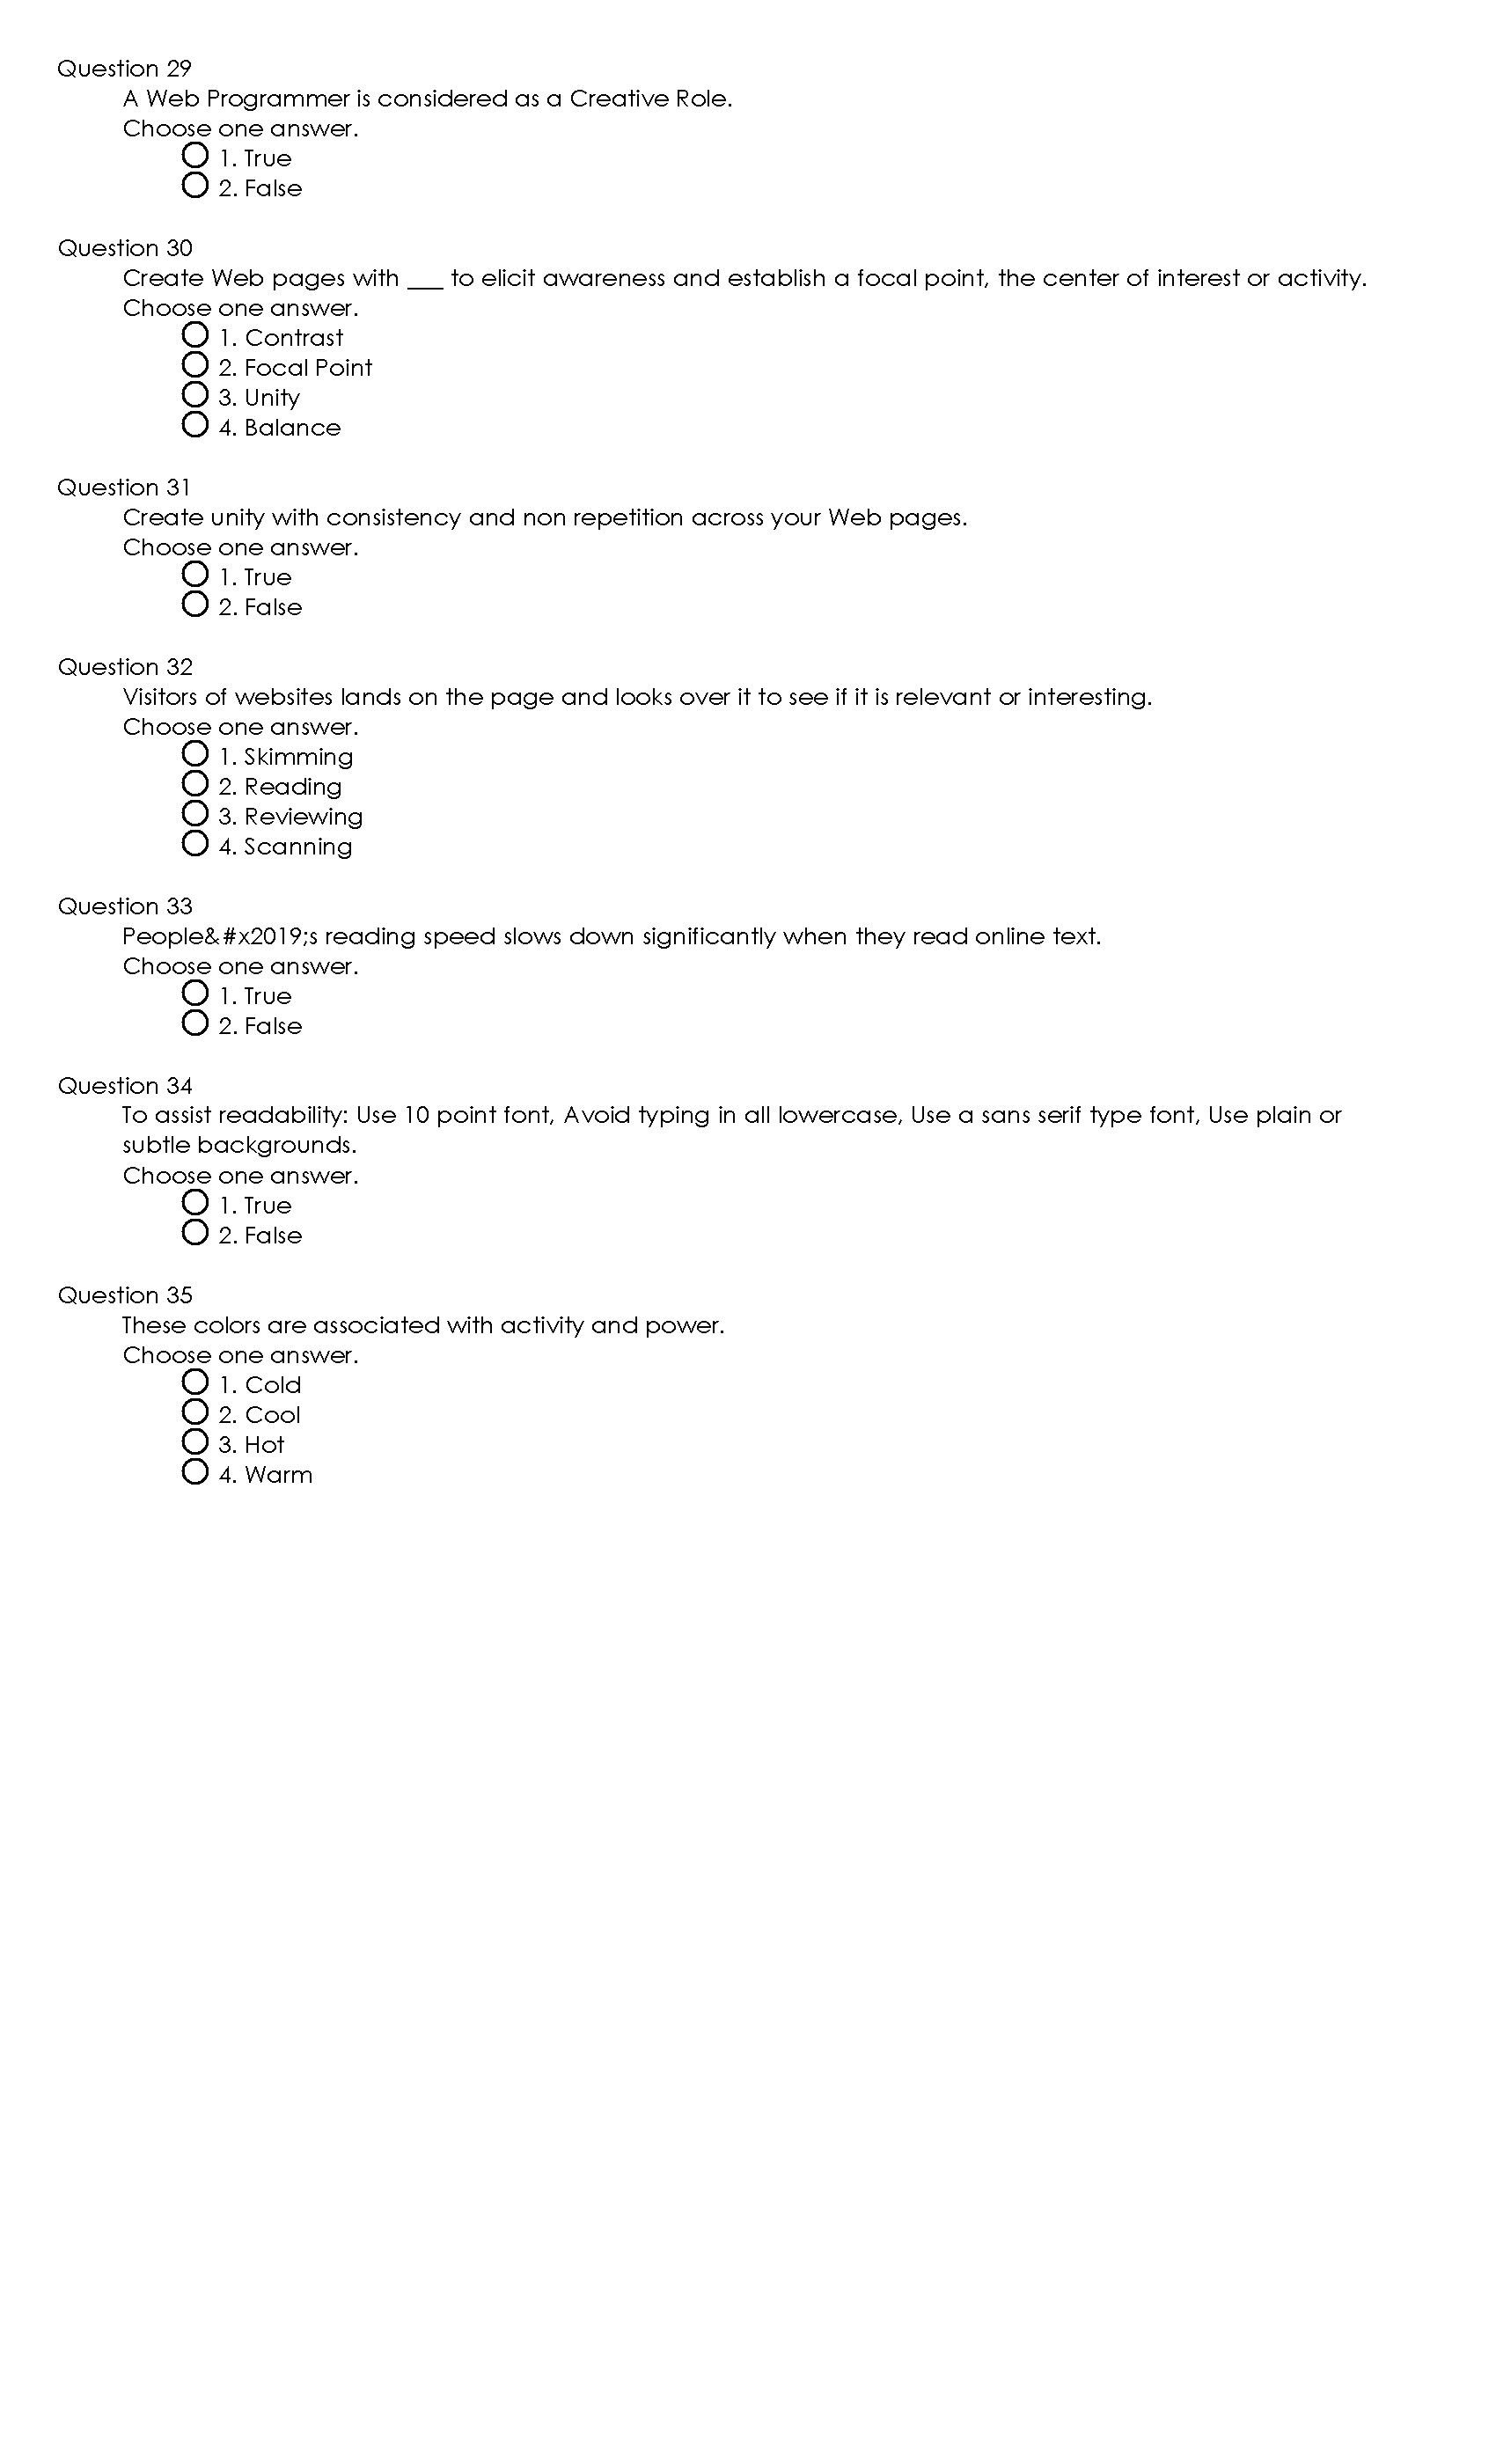 Question 29
A Web Programmer is considered as a Creative Role.
Choose one answer.
1. True
2. False
Question 30
Create Web pages with ___ to elicit awareness and establish a focal point, the center of interest or activity.
Choose one answer.
1. Contrast
2. Focal Point
3. Unity
4. Balance
Question 31
Create unity with consistency and non repetition across your Web pages.
Choose one answer.
1. True
2. False
Question 32
Visitors of websites lands on the page and looks over it to see if it is relevant or interesting.
Choose one answer.
1. Skimming
2. Reading
3. Reviewing
4. Scanning
Question 33
People&#x2019;s reading speed slows down significantly when they read online text.
Choose one answer.
1. True
2. False
Question 34
To assist readability: Use 10 point font, Avoid typing in all lowercase, Use a sans serif type font, Use plain or
subtle backgrounds.
Choose one answer.
1. True
2. False
Question 35
These colors are associated with activity and power.
Choose one answer.
1. Cold
2. Cool
3. Hot
4. Warm